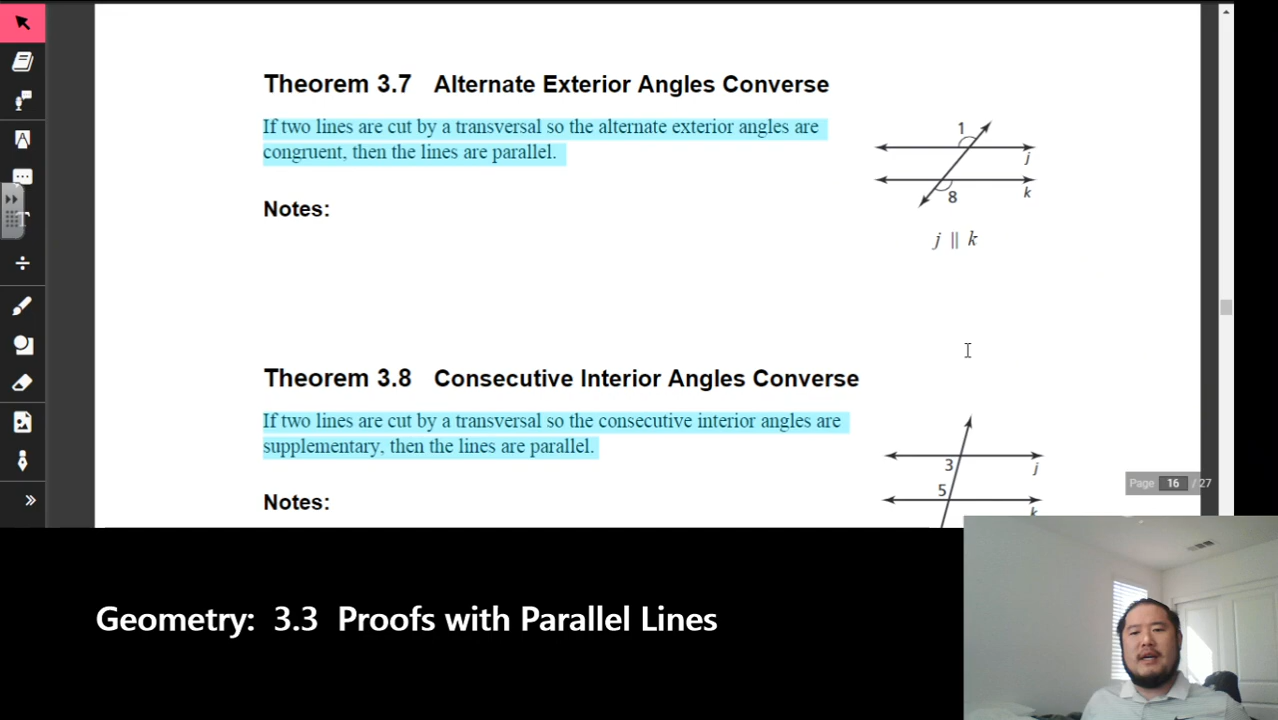 Theorem 3.7 Alternate Exterior Angles Converse
If two lines are cut by a transversal so the alternate exterior angles are
congruent, then the lines are parallel.
Notes:
1
j
k
8
j || k
Theorem 3.8 Consecutive Interior Angles Converse
If two lines are cut by a transversal so the consecutive interior angles are
supplementary, then the lines are parallel.
Notes:
3
j
5
k
Page 16 / 27
Geometry: 3.3 Proofs with Parallel Lines